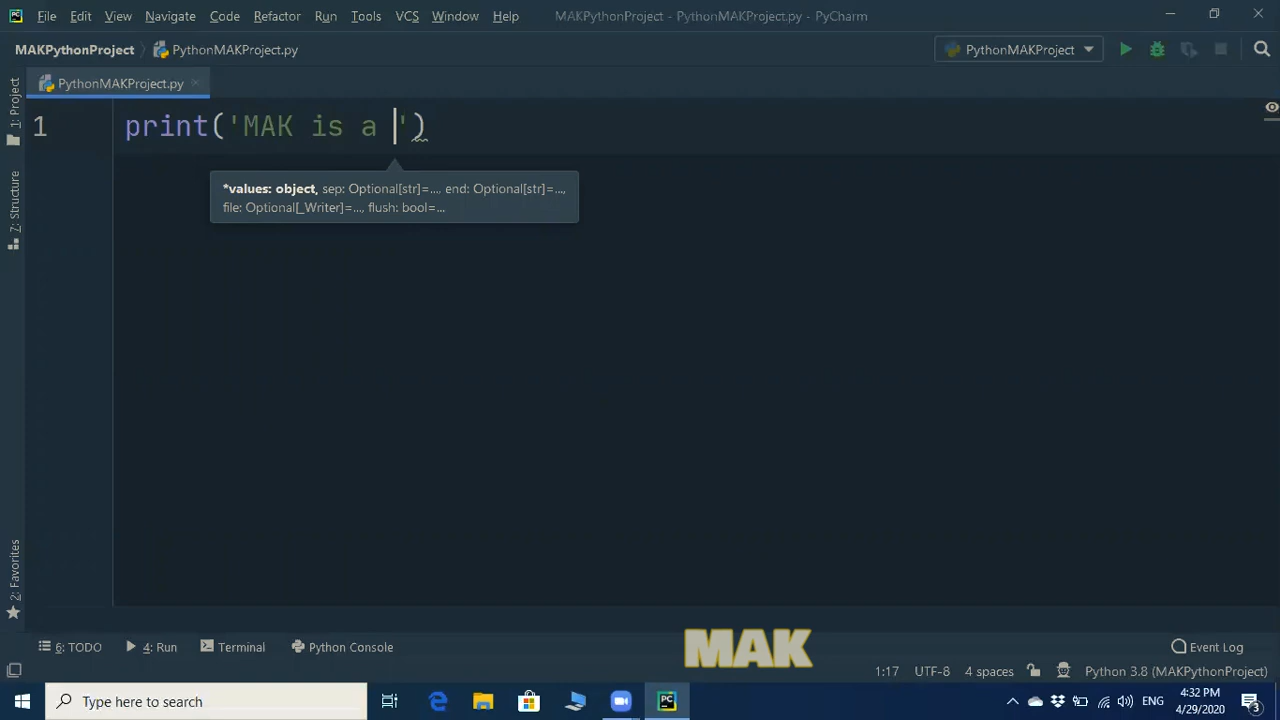 File Edit View Navigate Code Refactor Run Tools VCS Window Help MAKPythonProject - PythonMAKProject.py - PyCharm
MAKPythonProject PythonMAKProject.py PythonMAKProject
PythonMAKProject.py
1: Project
7: Structure
2: Favorites
1 print('MAK is a ')
*values: object, sep: Optional[str]=..., end: Optional[str]=...,
file: Optional[_Writer]=..., flush: bool=...
6: TODO 4: Run Terminal Python Console Event Log
MAK
1:17 UTF-8 4 spaces Python 3.8 (MAKPythonProject)
PC
Type here to search
ENG
4:32 PM
4/29/2020
3